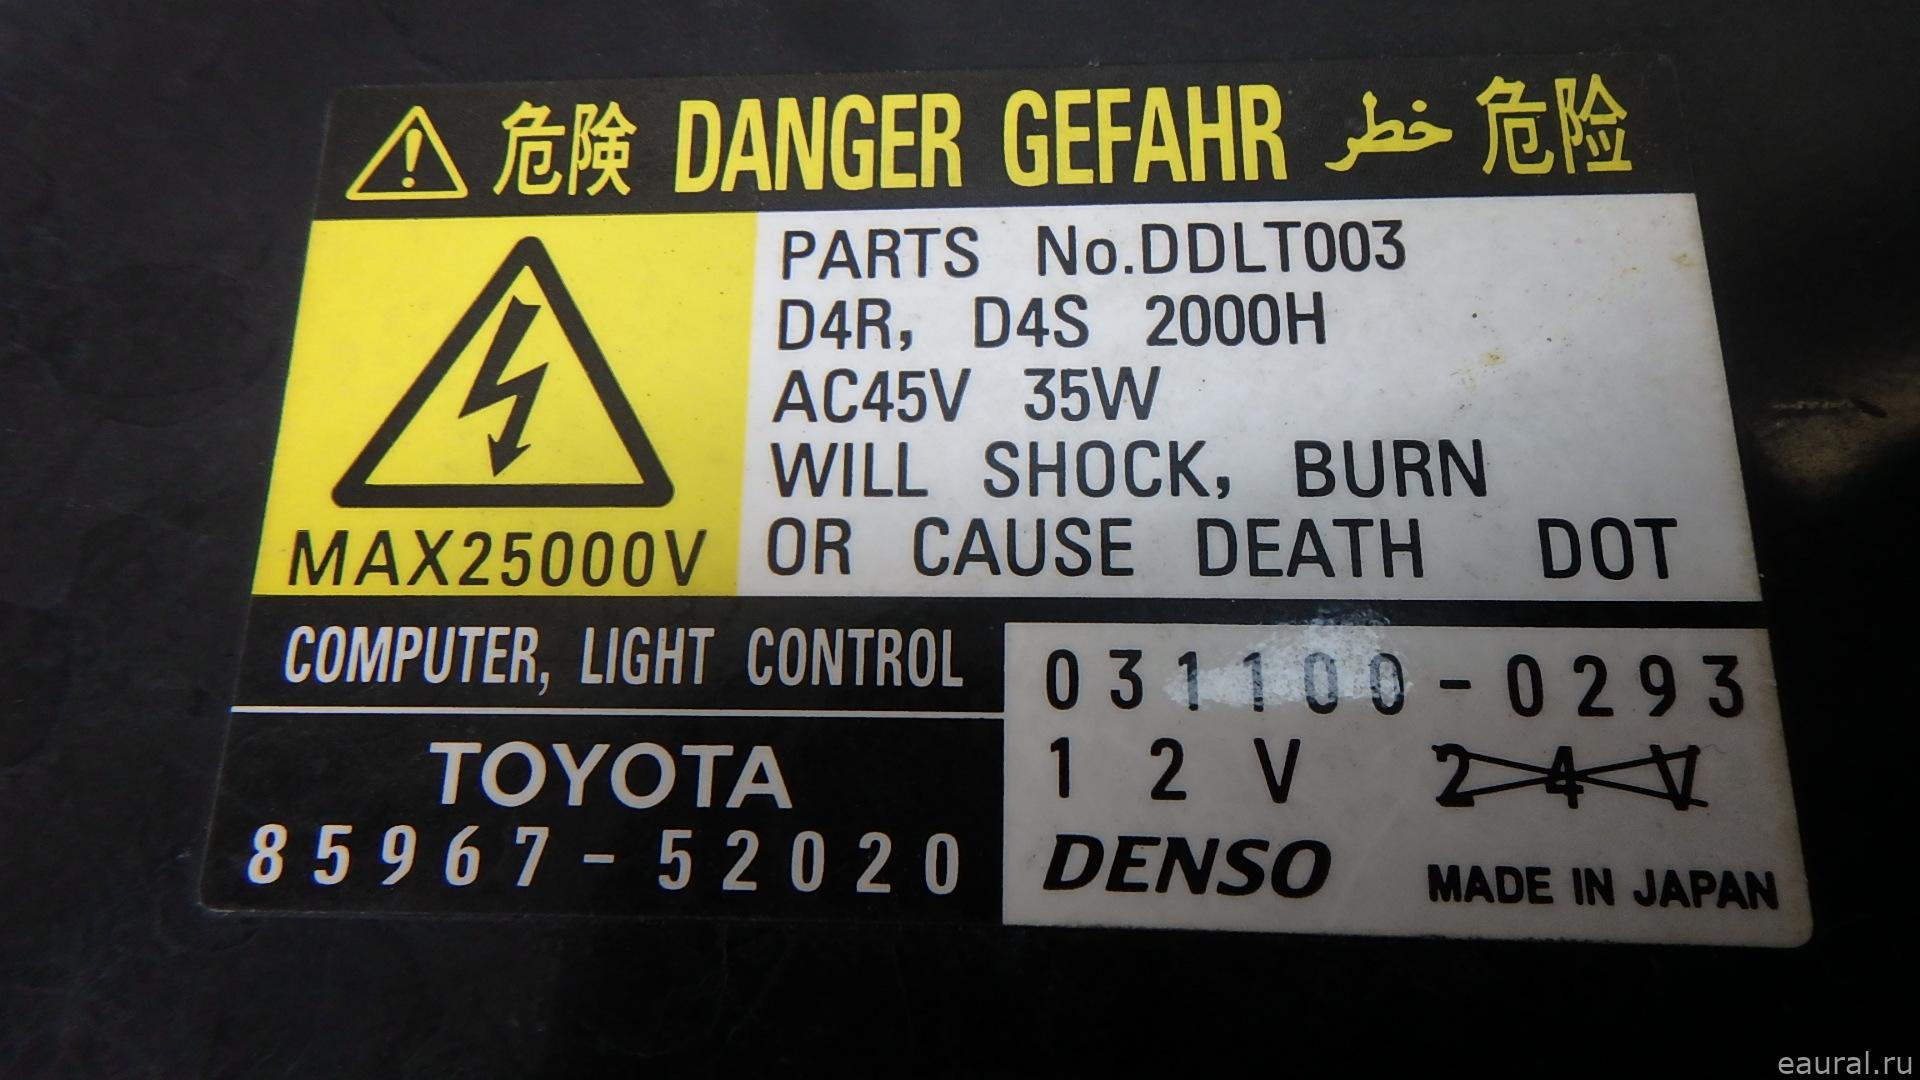 危険 DANGER GEFAHR خطر 危险
PARTS No.DDLT003
D4R, D4S 2000H
AC45V 35W
WILL SHOCK, BURN
OR CAUSE DEATH DOT
MAX25000V
COMPUTER, LIGHT CONTROL
TOYOTA
85967-52020
031100-0293
12V 24V
DENSO MADE IN JAPAN
eaural.ru